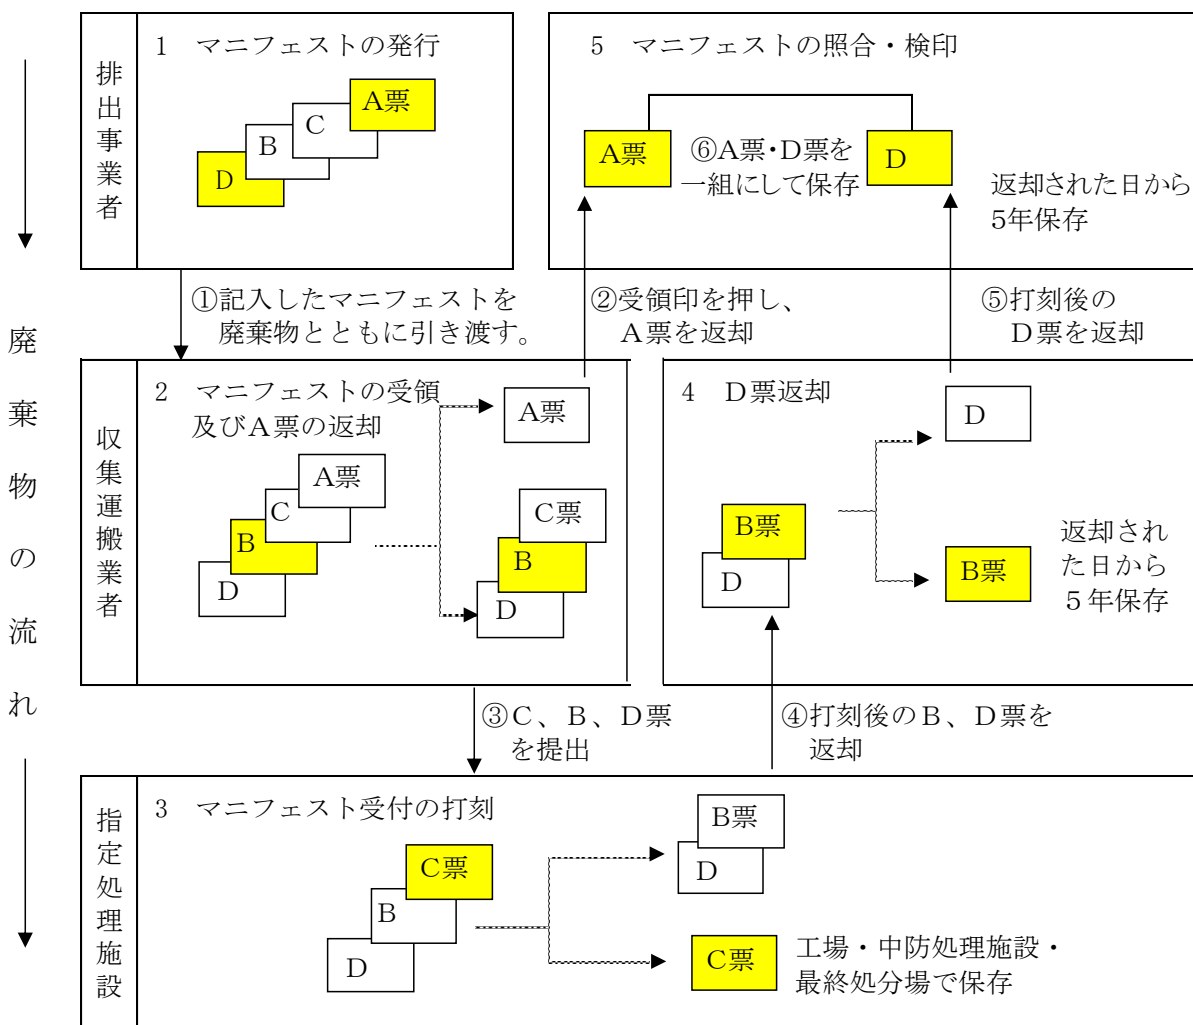 廃棄物の流れ
排出事業者
1 マニフェストの発行
A票
C
B
D
5 マニフェストの照合・検印
A票
⑥A票・D票を
一組にして保存
D
返却された日から
5年保存
①記入したマニフェストを
廃棄物とともに引き渡す。
②受領印を押し、
A票を返却
⑤打刻後の
D票を返却
収集運搬業者
2 マニフェストの受領
及びA票の返却
A票
C
B
D
A票
C票
B
D
4 D票返却
B票
D
D
B票
返却され
た日から
5年保存
③C、B、D票
を提出
④打刻後のB、D票を
返却
指定処理施設
3 マニフェスト受付の打刻
C票
B
D
B票
D
C票
工場・中防処理施設・
最終処分場で保存